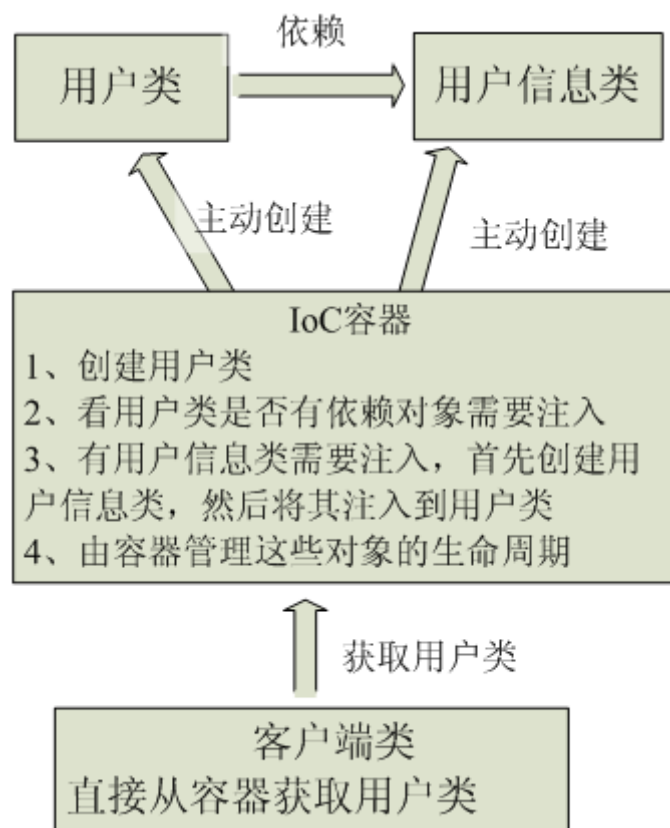 依赖
用户类
用户信息类
主动创建
主动创建
IoC容器
1、创建用户类
2、看用户类是否有依赖对象需要注入
3、有用户信息类需要注入，首先创建用
户信息类，然后将其注入到用户类
4、由容器管理这些对象的生命周期
获取用户类
客户端类
直接从容器获取用户类